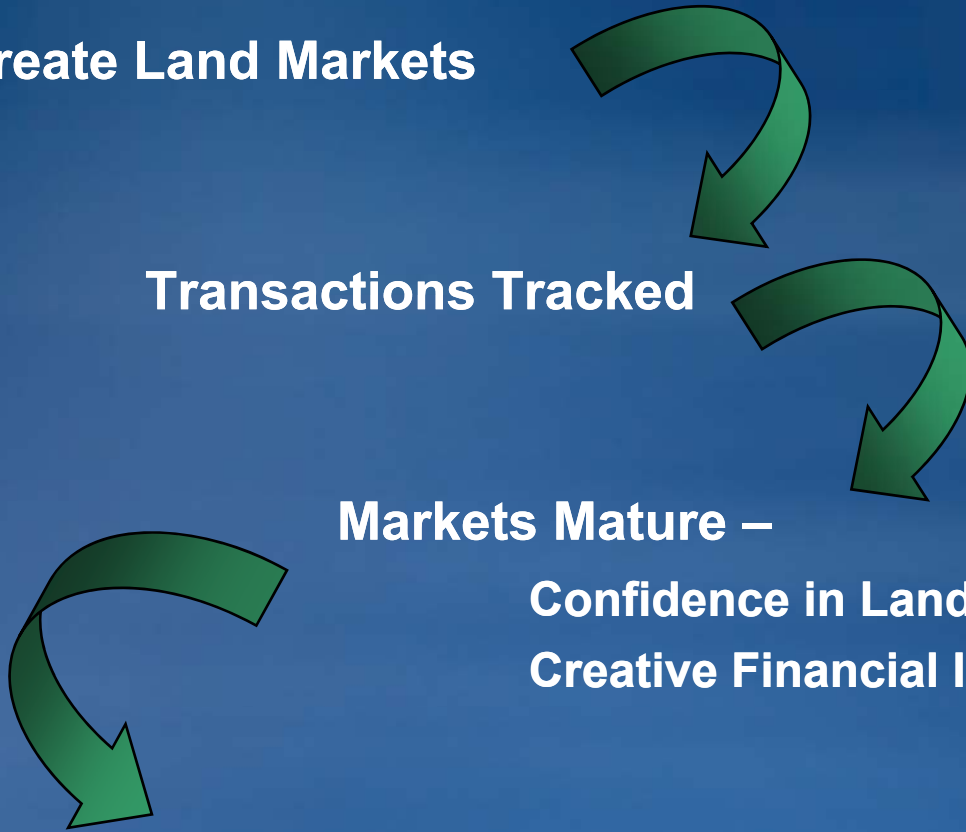 reate Land Markets
Transactions Tracked
Markets Mature –
Confidence in Land
Creative Financial